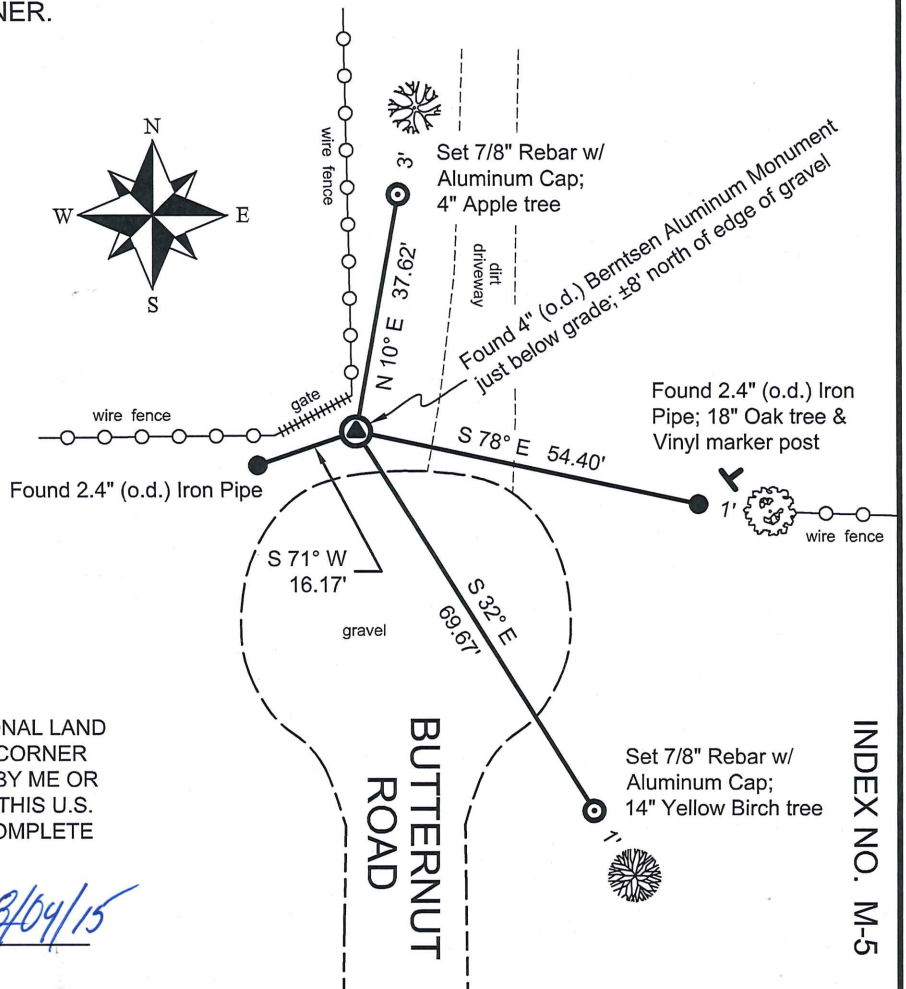 NER.
N
W
E
S
wire fence
3'
Set 7/8" Rebar w/
Aluminum Cap;
4" Apple tree
dirt
driveway
N 10° E 37.62'
Found 4" (o.d.) Berntsen Aluminum Monument
just below grade; ±8' north of edge of gravel
wire fence
gate
Found 2.4" (o.d.) Iron
Pipe; 18" Oak tree &
Vinyl marker post
S 78° E 54.40'
1'
wire fence
Found 2.4" (o.d.) Iron Pipe
S 71° W
16.17'
gravel
S 32° E
69.67'
BUTTERNUT
ROAD
Set 7/8" Rebar w/
Aluminum Cap;
14" Yellow Birch tree
1'
INDEX NO. M-5
ONAL LAND
CORNER
BY ME OR
THIS U.S.
OMPLETE
3/04/15